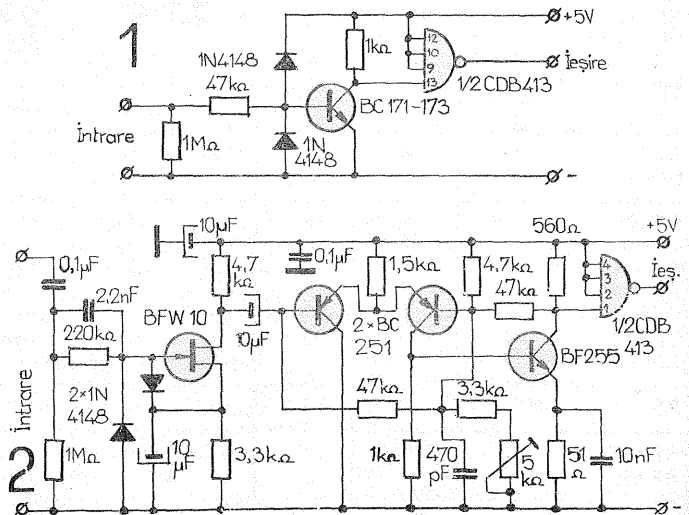 1
+5V
1kΩ
12
10
9
13
1N4148
47kΩ
Ieşire
1/2 CDB413
BC 171-173
Intrare
1MΩ
1N
4148
-
2
10µF
560Ω
+5V
0,1µF
4,7
kΩ
0,1µF
1,5kΩ
4,7kΩ
4
3
2
1
Ieş.
2,2nF
BFW 10
47kΩ
220kΩ
10µF
2×BC
251
1/2CDB
413
BF255
Intrare
2×1N
4148
47kΩ
3,3kΩ
1MΩ
10
µF
3,3kΩ
1kΩ
470
pF
5
kΩ
51
Ω
10nF
-